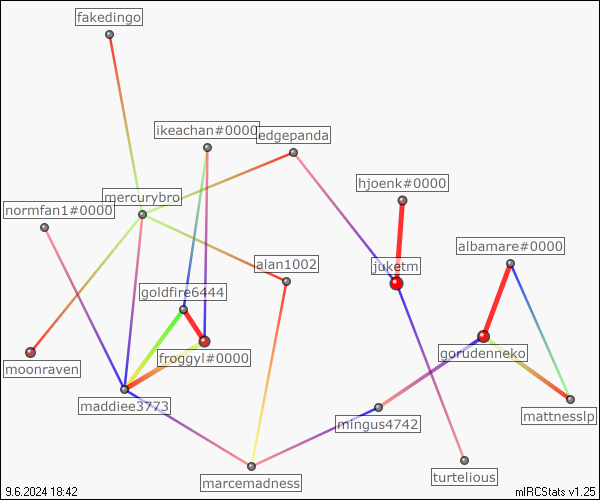 fakedingo
ikeachan#0000
edgepanda
hjoenk#0000
mercurybro
normfan1#0000
albamare#0000
alan1002
juketm
goldfire6444
froggyl#0000
gorudenneko
moonraven
maddiee3773
mattnesslp
mingus4742
turtelious
marcemadness
9.6.2024 18:42
mIRCStats v1.25